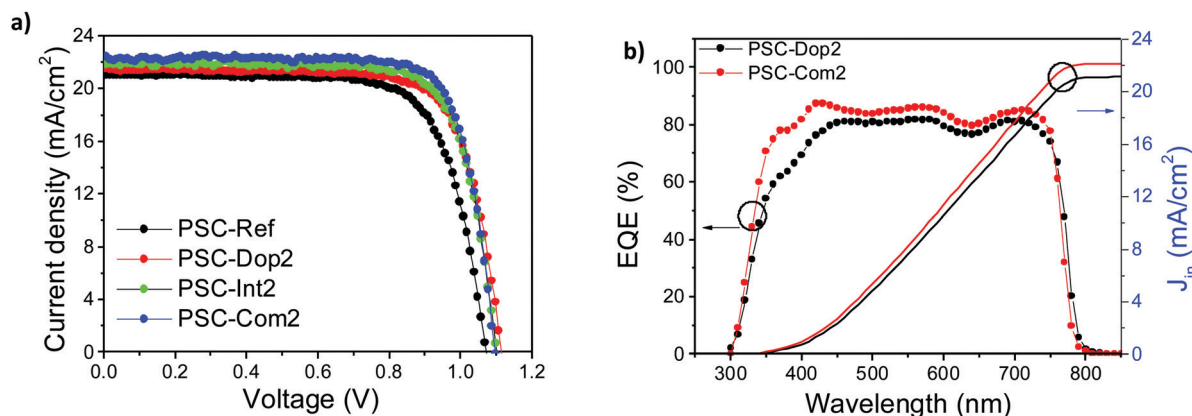 a)
Current density (mA/cm²)
24
20
16
12
8
4
0
PSC-Ref
PSC-Dop2
PSC-Int2
PSC-Com2
0.0 0.2 0.4 0.6 0.8 1.0 1.2
Voltage (V)
b)
EQE (%)
100
80
60
40
20
0
PSC-Dop2
PSC-Com2
24
20
16
12
8
4
0
J_in (mA/cm²)
300 400 500 600 700 800
Wavelength (nm)